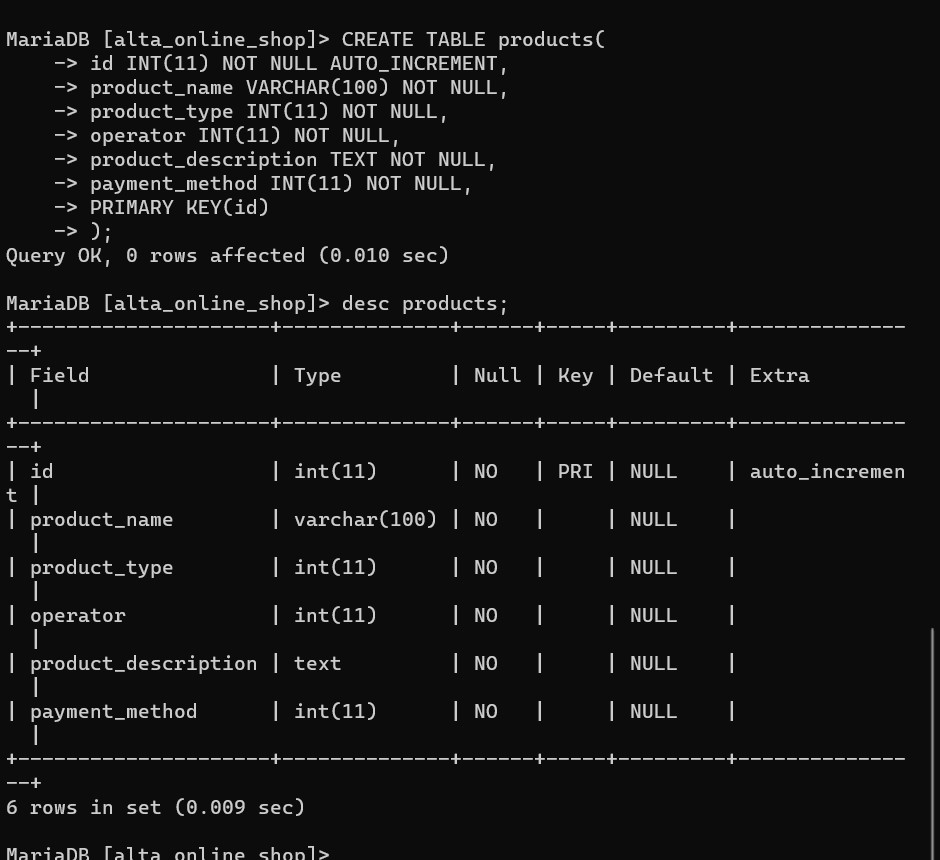 MariaDB [alta_online_shop]> CREATE TABLE products(
    -> id INT(11) NOT NULL AUTO_INCREMENT,
    -> product_name VARCHAR(100) NOT NULL,
    -> product_type INT(11) NOT NULL,
    -> operator INT(11) NOT NULL,
    -> product_description TEXT NOT NULL,
    -> payment_method INT(11) NOT NULL,
    -> PRIMARY KEY(id)
    -> );
Query OK, 0 rows affected (0.010 sec)
MariaDB [alta_online_shop]> desc products;
+---------------------+--------------+------+-----+---------+--------------
--+
| Field               | Type         | Null | Key | Default | Extra
  |
+---------------------+--------------+------+-----+---------+--------------
--+
| id                  | int(11)      | NO   | PRI | NULL    | auto_incremen
t |
| product_name        | varchar(100) | NO   |     | NULL    |
  |
| product_type        | int(11)      | NO   |     | NULL    |
  |
| operator            | int(11)      | NO   |     | NULL    |
  |
| product_description | text         | NO   |     | NULL    |
  |
| payment_method      | int(11)      | NO   |     | NULL    |
  |
+---------------------+--------------+------+-----+---------+--------------
--+
6 rows in set (0.009 sec)
MariaDB [alta_online_shop]>